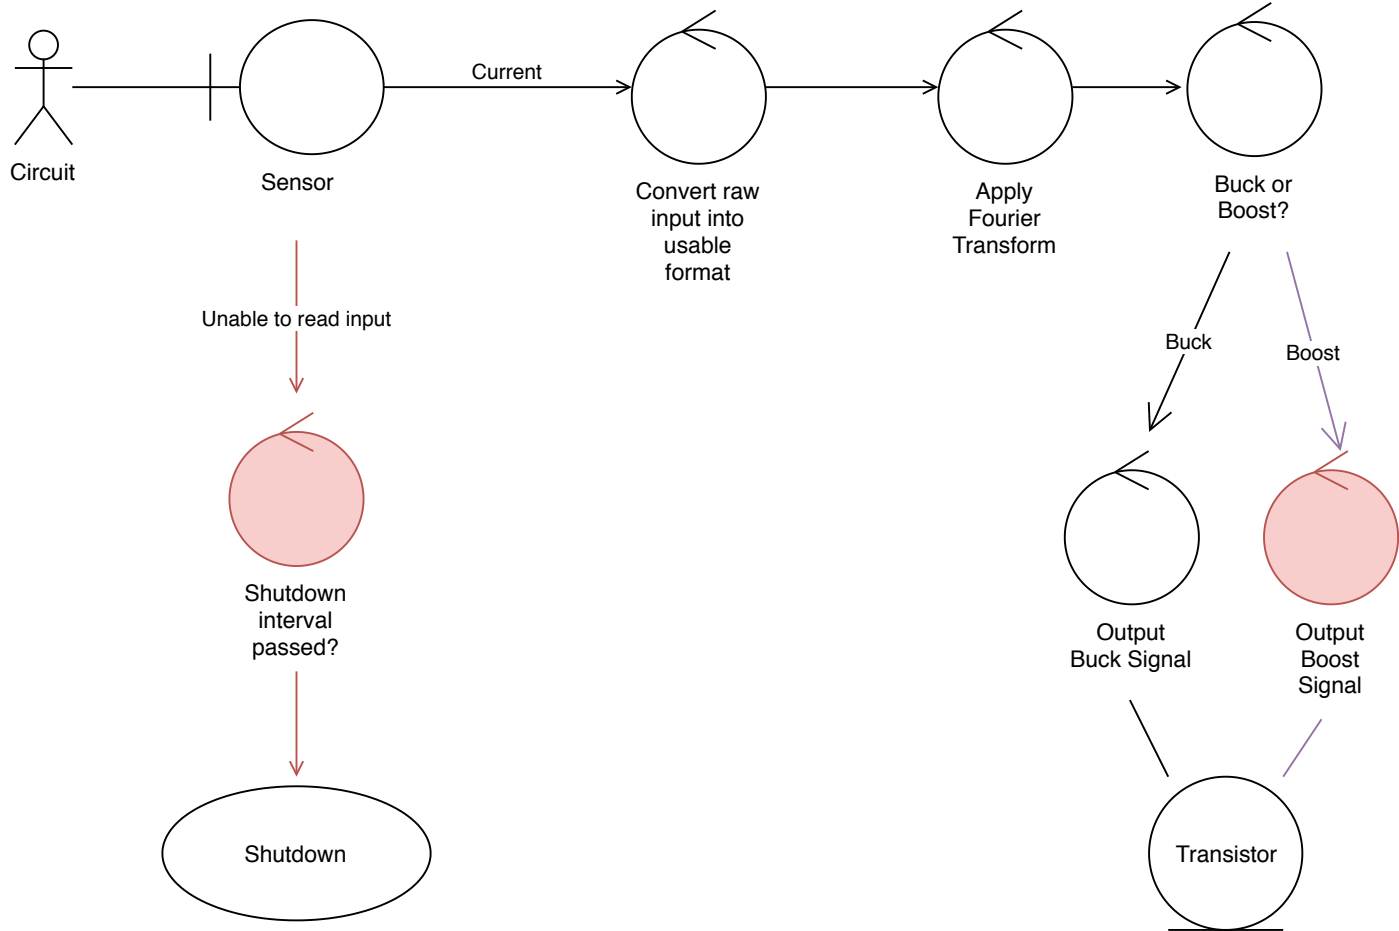 Circuit
Sensor
Current
Convert raw
input into
usable
format
Apply
Fourier
Transform
Buck or
Boost?
Unable to read input
Buck
Boost
Shutdown
interval
passed?
Output
Buck Signal
Output
Boost
Signal
Shutdown
Transistor